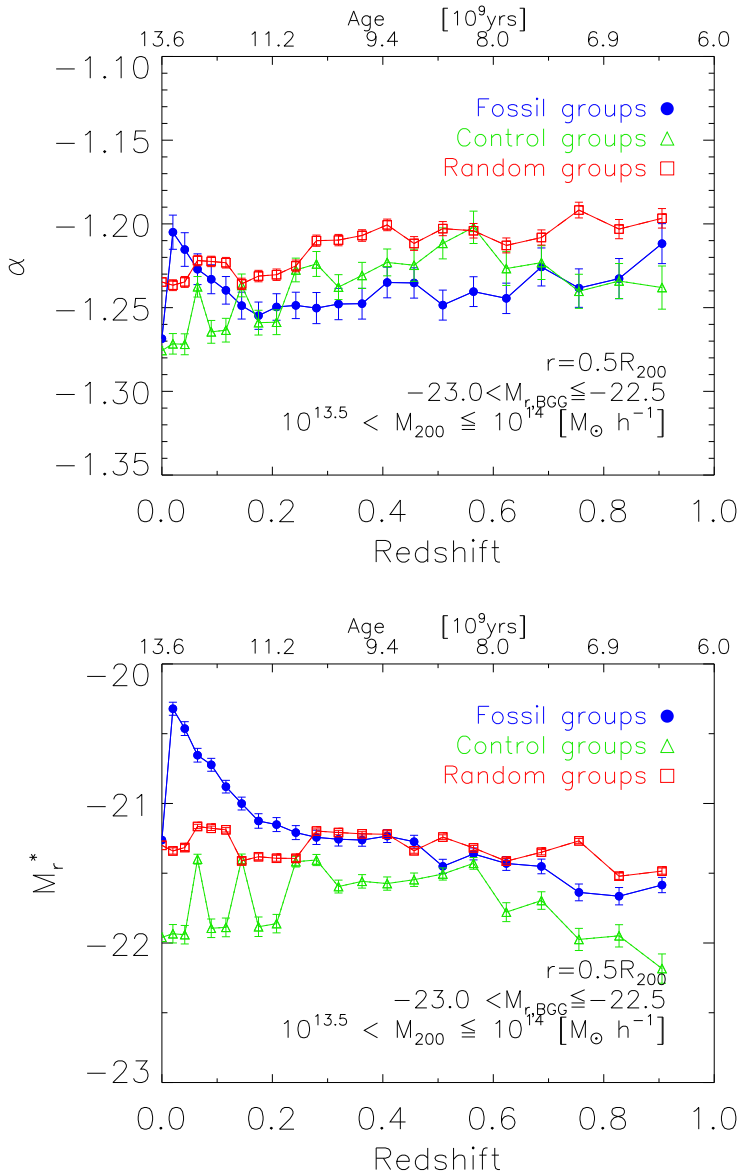 Age [10⁹yrs]
13.6 11.2 9.4 8.0 6.9 6.0
−1.10
−1.15
−1.20
−1.25
−1.30
−1.35
α
Fossil groups
Control groups
Random groups
r=0.5R₂₀₀
−23.0<M_{r,BGG}≦−22.5
10^{13.5} < M₂₀₀ ≦ 10^{14} [M_⊙ h^{−1}]
0.0 0.2 0.4 0.6 0.8 1.0
Redshift
Age [10⁹yrs]
13.6 11.2 9.4 8.0 6.9 6.0
−20
−21
−22
−23
M_r^*
Fossil groups
Control groups
Random groups
r=0.5R₂₀₀
−23.0 <M_{r,BGG}≦−22.5
10^{13.5} < M₂₀₀ ≦ 10^{14} [M_⊙ h^{−1}]
0.0 0.2 0.4 0.6 0.8 1.0
Redshift